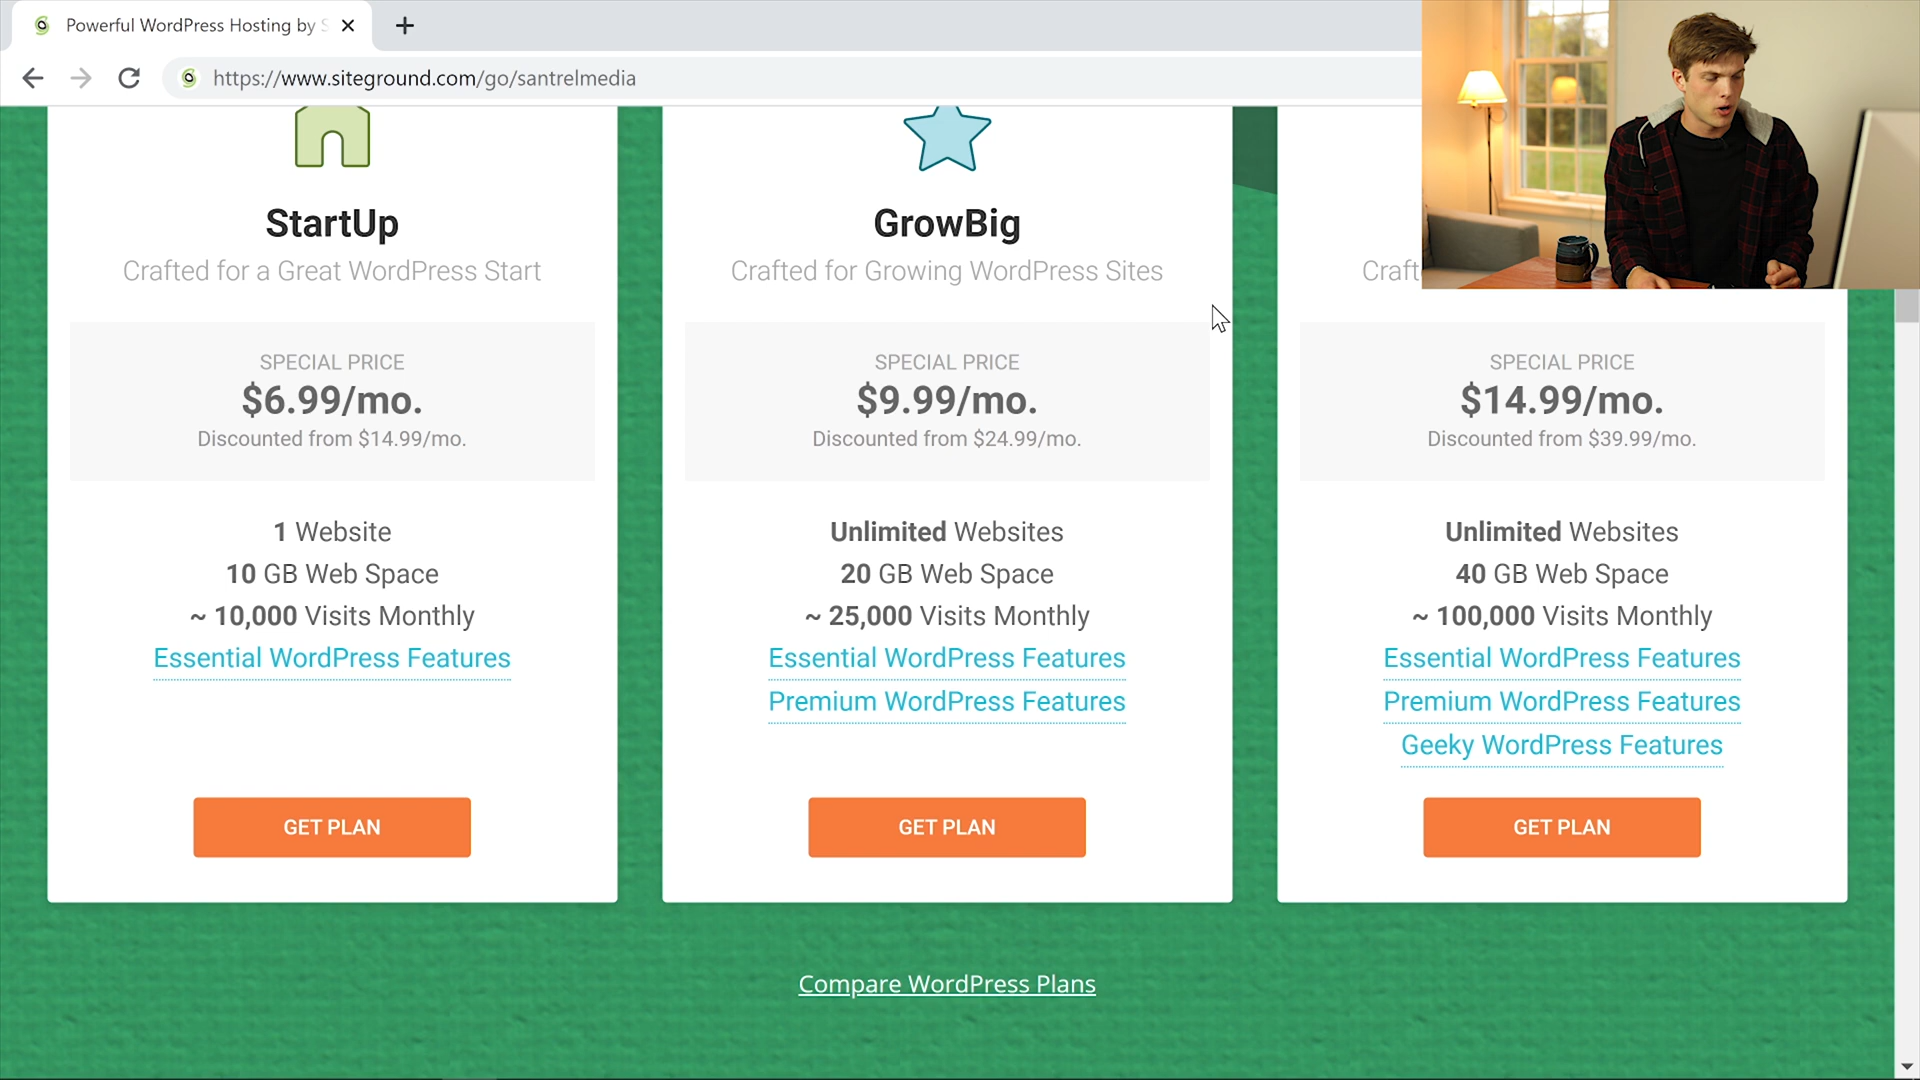 Powerful WordPress Hosting by S
https://www.siteground.com/go/santrelmedia
StartUp
Crafted for a Great WordPress Start
SPECIAL PRICE
$6.99/mo.
Discounted from $14.99/mo.
1 Website
10 GB Web Space
~ 10,000 Visits Monthly
Essential WordPress Features
GET PLAN
GrowBig
Crafted for Growing WordPress Sites
SPECIAL PRICE
$9.99/mo.
Discounted from $24.99/mo.
Unlimited Websites
20 GB Web Space
~ 25,000 Visits Monthly
Essential WordPress Features
Premium WordPress Features
GET PLAN
Craft
SPECIAL PRICE
$14.99/mo.
Discounted from $39.99/mo.
Unlimited Websites
40 GB Web Space
~ 100,000 Visits Monthly
Essential WordPress Features
Premium WordPress Features
Geeky WordPress Features
GET PLAN
Compare WordPress Plans